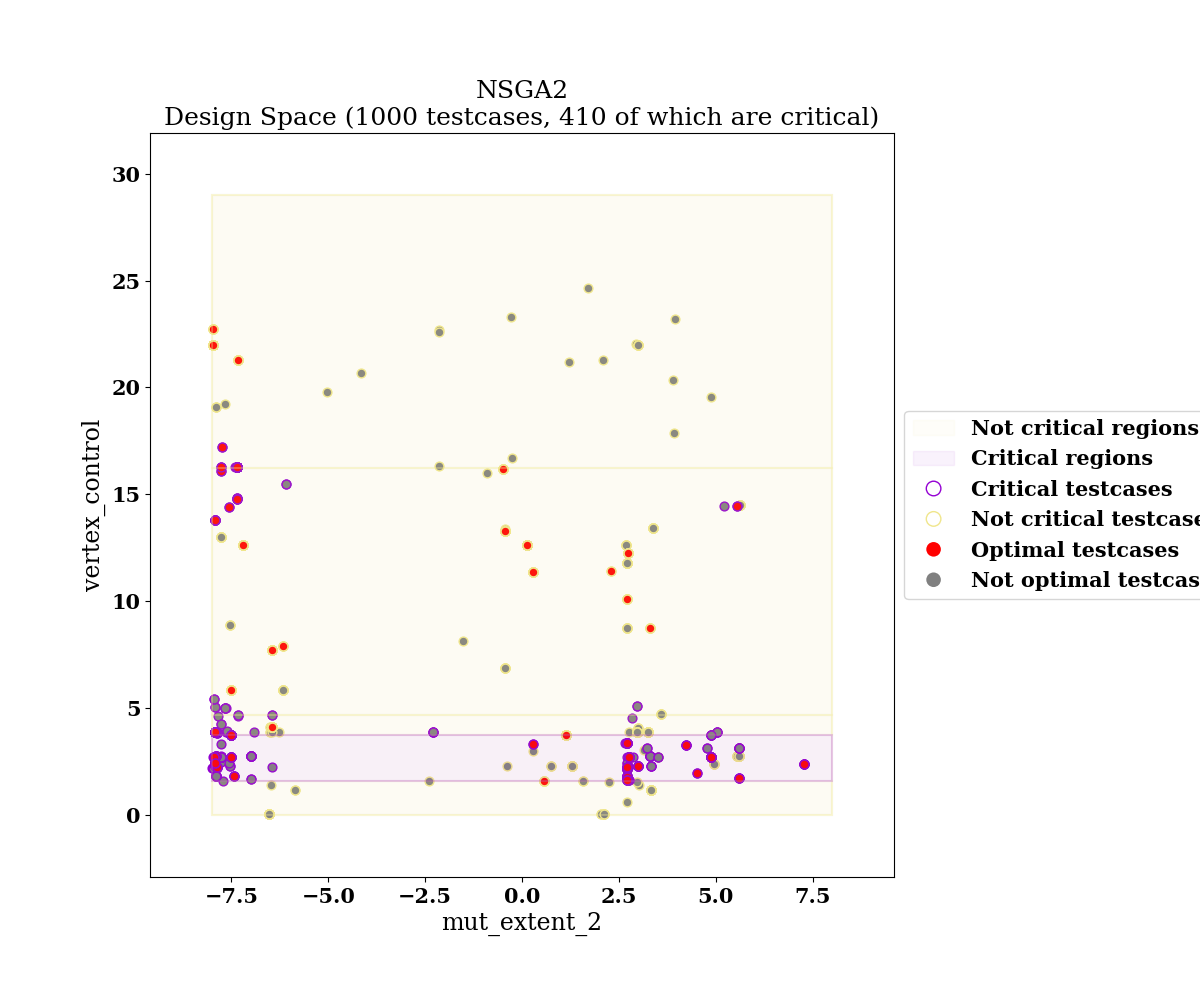 NSGA2
Design Space (1000 testcases, 410 of which are critical)
30
25
20
15
10
5
0
vertex_control
−7.5 −5.0 −2.5 0.0 2.5 5.0 7.5
mut_extent_2
Not critical regions
Critical regions
Critical testcases
Not critical testcase
Optimal testcases
Not optimal testcas